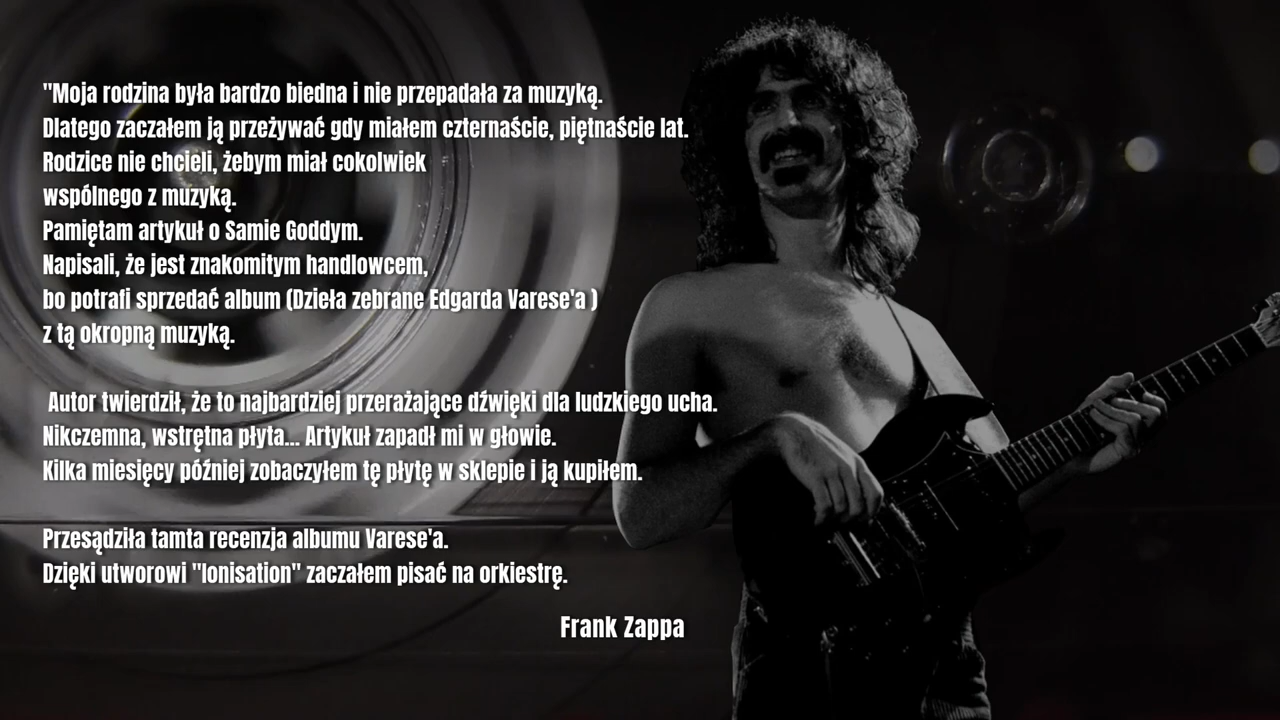 "Moja rodzina była bardzo biedna i nie przepadała za muzyką.
Dlatego zaczałem ją przeżywać gdy miałem czternaście, piętnaście lat.
Rodzice nie chcieli, żebym miał cokolwiek
wspólnego z muzyką.
Pamiętam artykuł o Samie Goddym.
Napisali, że jest znakomitym handlowcem,
bo potrafi sprzedać album (Dzieła zebrane Edgarda Varese'a )
z tą okropną muzyką.
Autor twierdził, że to najbardziej przerażające dźwięki dla ludzkiego ucha.
Nikczemna, wstrętna płyta... Artykuł zapadł mi w głowie.
Kilka miesięcy później zobaczyłem tę płytę w sklepie i ją kupiłem.
Przesądziła tamta recenzja albumu Varese'a.
Dzięki utworowi "Ionisation" zaczałem pisać na orkiestrę.
Frank Zappa